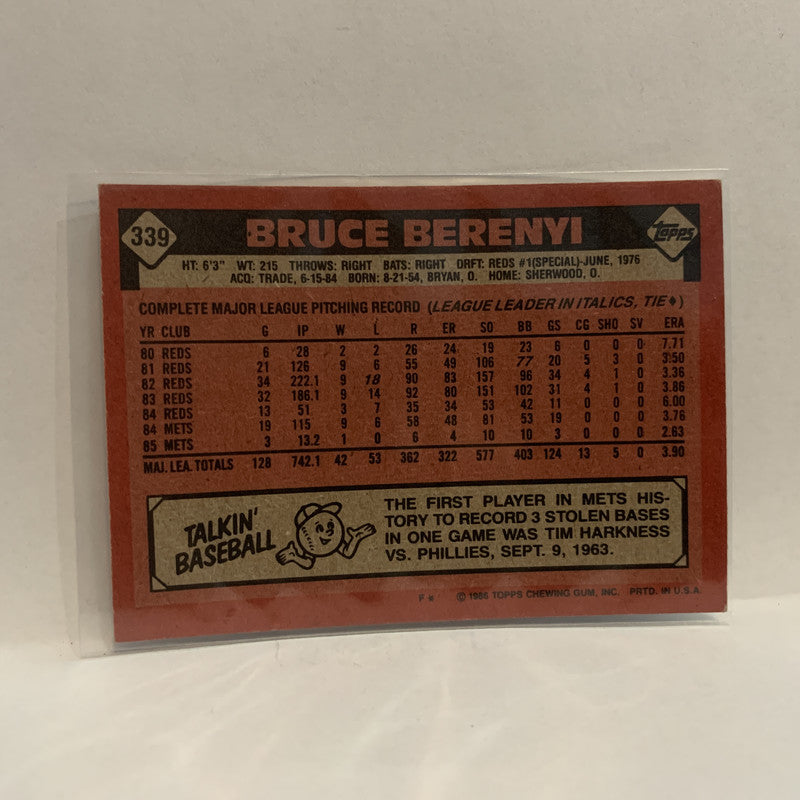 339 BRUCE BERENYI Topps
HT: 6'3" WT: 215 THROWS: RIGHT BATS: RIGHT DRFT: REDS #1(SPECIAL)-JUNE, 1976
ACQ: TRADE, 6-15-84 BORN: 8-21-54, BRYAN, O. HOME: SHERWOOD, O.
COMPLETE MAJOR LEAGUE PITCHING RECORD (LEAGUE LEADER IN ITALICS, TIE♦)
YR CLUB G IP W L R ER SO BB GS CG SHO SV ERA
80 REDS 6 28 2 2 26 24 19 23 6 0 0 0 7.71
81 REDS 21 126 9 6 55 49 106 77 20 5 3 0 3.50
82 REDS 34 222.1 9 18 90 83 157 96 34 4 1 0 3.36
83 REDS 32 186.1 9 14 92 80 151 102 31 4 1 0 3.86
84 REDS 13 51 3 7 35 34 53 42 11 0 0 0 6.00
84 METS 19 115 9 6 58 48 81 53 19 0 0 0 3.76
85 METS 3 13.2 1 0 6 4 10 10 3 0 0 0 2.63
MAJ. LEA. TOTALS 128 742.1 42 53 362 322 577 403 124 13 5 0 3.90
TALKIN' BASEBALL
THE FIRST PLAYER IN METS HIS-
TORY TO RECORD 3 STOLEN BASES
IN ONE GAME WAS TIM HARKNESS
VS. PHILLIES, SEPT. 9, 1963.
F* © 1986 TOPPS CHEWING GUM, INC. PRTD. IN U.S.A.